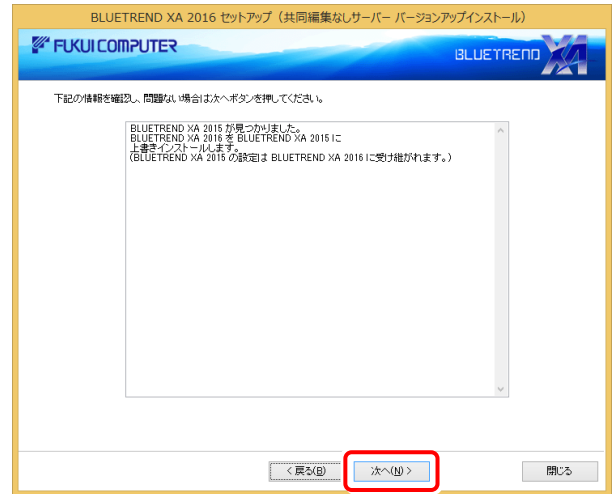 BLUETREND XA 2016 セットアップ（共同編集なしサーバー バージョンアップインストール）
FUKUI COMPUTER
BLUETREND XA
下記の情報を確認し、問題ない場合は次へボタンを押してください。
BLUETREND XA 2015 が見つかりました。
BLUETREND XA 2016 を BLUETREND XA 2015 に
上書きインストールします。
(BLUETREND XA 2015 の設定は BLUETREND XA 2016 に受け継がれます。)
< 戻る(B) 次へ(N) > 閉じる